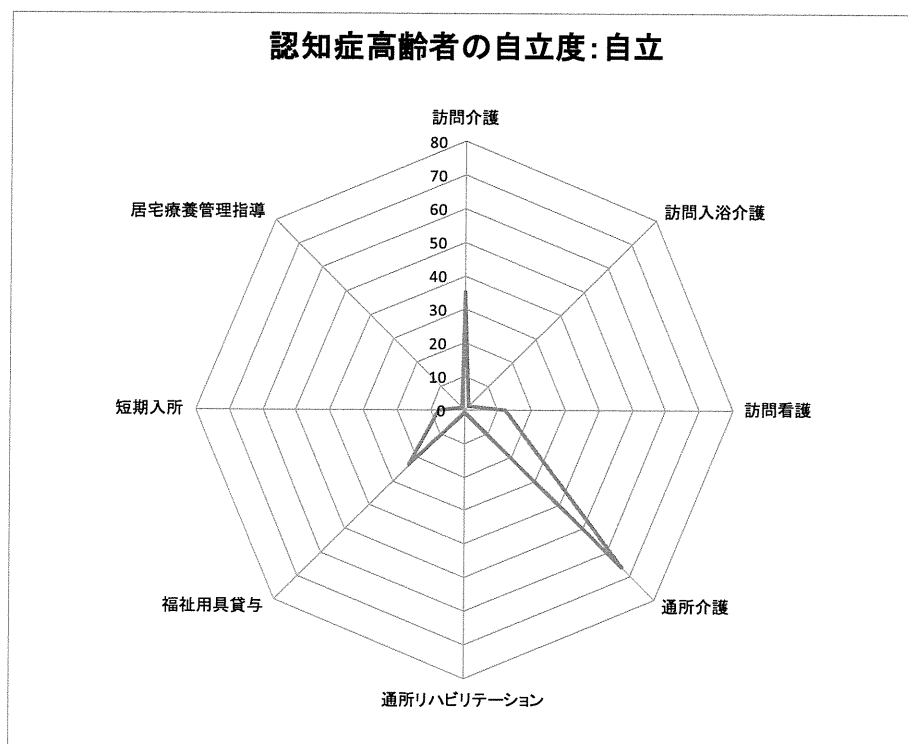 認知症高齢者の自立度:自立
訪問介護
80
70
60
50
40
30
20
10
0
訪問入浴介護
訪問看護
通所介護
通所リハビリテーション
福祉用具貸与
短期入所
居宅療養管理指導